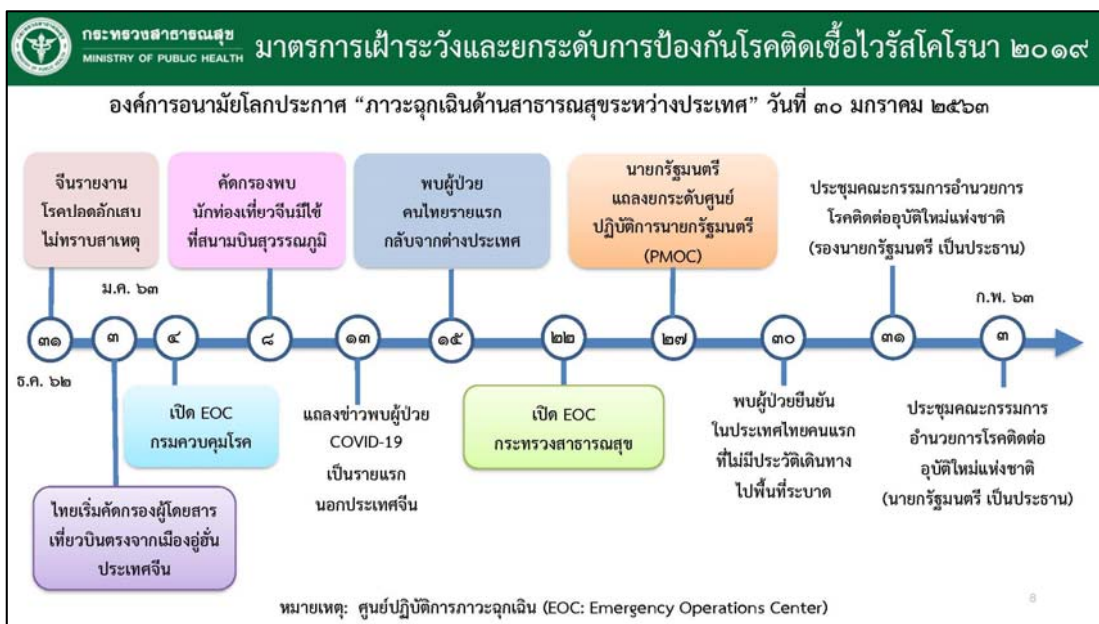 กระทรวงสาธารณสุข
MINISTRY OF PUBLIC HEALTH
มาตรการเฝ้าระวังและยกระดับการป้องกันโรคติดเชื้อไวรัสโคโรนา ๒๐๑๙
องค์การอนามัยโลกประกาศ “ภาวะฉุกเฉินด้านสาธารณสุขระหว่างประเทศ” วันที่ ๓๐ มกราคม ๒๕๖๓
จีนรายงาน
โรคปอดอักเสบ
ไม่ทราบสาเหตุ
คัดกรองพบ
นักท่องเที่ยวจีนมีไข้
ที่สนามบินสุวรรณภูมิ
พบผู้ป่วย
คนไทยรายแรก
กลับจากต่างประเทศ
นายกรัฐมนตรี
แถลงยกระดับศูนย์
ปฏิบัติการนายกรัฐมนตรี
(PMOC)
ประชุมคณะกรรมการอำนวยการ
โรคติดต่ออุบัติใหม่แห่งชาติ
(รองนายกรัฐมนตรี เป็นประธาน)
ม.ค. ๖๓
ก.พ. ๖๓
๓๑
๓
๔
๘
๑๓
๑๕
๒๒
๒๗
๓๐
๓๑
๓
ธ.ค. ๖๒
เปิด EOC
กรมควบคุมโรค
แถลงข่าวพบผู้ป่วย
COVID-19
เป็นรายแรก
นอกประเทศจีน
เปิด EOC
กระทรวงสาธารณสุข
พบผู้ป่วยยืนยัน
ในประเทศไทยคนแรก
ที่ไม่มีประวัติเดินทาง
ไปพื้นที่ระบาด
ประชุมคณะกรรมการ
อำนวยการโรคติดต่อ
อุบัติใหม่แห่งชาติ
(นายกรัฐมนตรี เป็นประธาน)
ไทยเริ่มคัดกรองผู้โดยสาร
เที่ยวบินตรงจากเมืองอู่ฮั่น
ประเทศจีน
หมายเหตุ: ศูนย์ปฏิบัติการภาวะฉุกเฉิน (EOC: Emergency Operations Center)
8